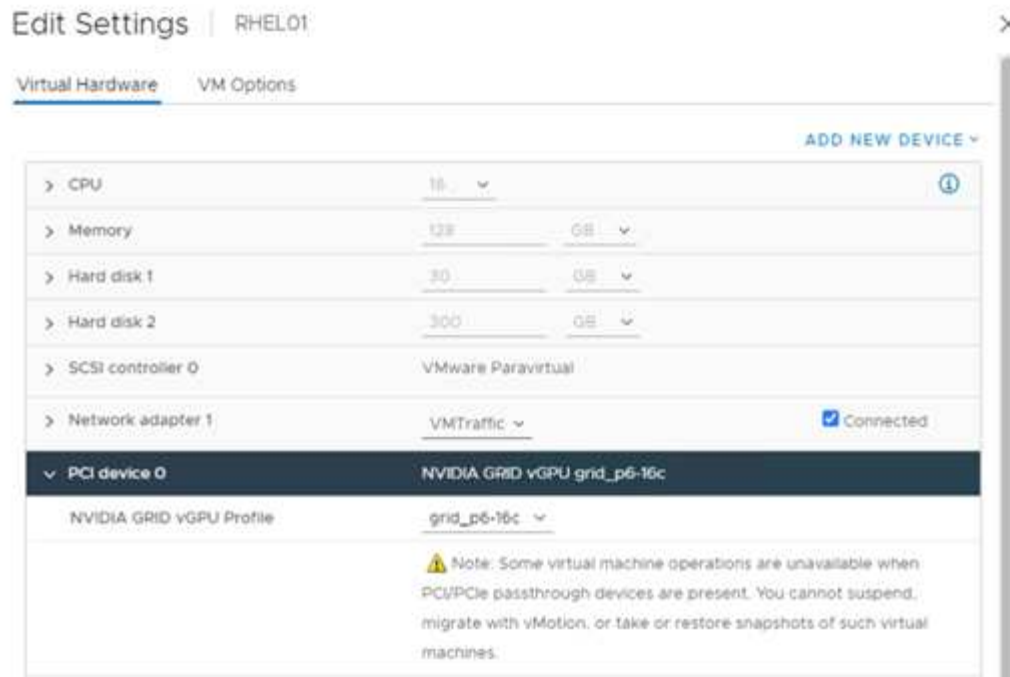 Edit Settings RHEL01
Virtual Hardware VM Options
ADD NEW DEVICE
CPU 16
Memory 128 GB
Hard disk 1 30 GB
Hard disk 2 300 GB
SCSI controller 0 VMware Paravirtual
Network adapter 1 VMTraffic Connected
PCI device 0 NVIDIA GRID vGPU grid_p6-16c
NVIDIA GRID vGPU Profile grid_p6-16c
Note: Some virtual machine operations are unavailable when
PCI/PCIe passthrough devices are present. You cannot suspend,
migrate with vMotion, or take or restore snapshots of such virtual
machines.